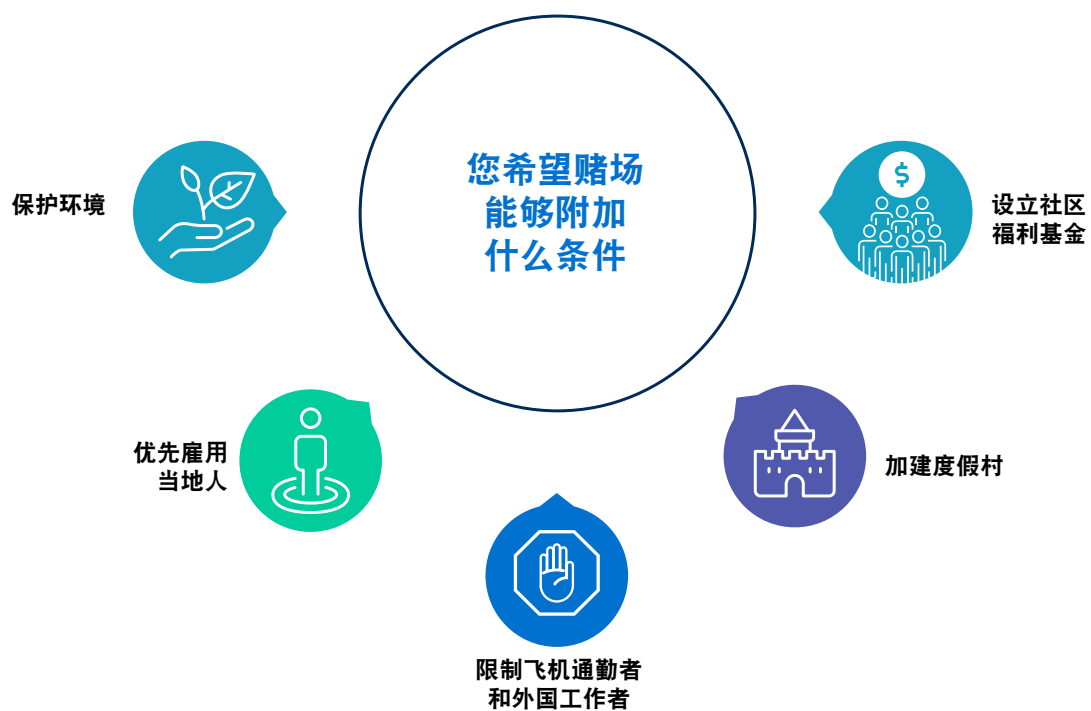 您希望赌场
能够附加
什么条件
保护环境
$
设立社区
福利基金
优先雇用
当地人
加建度假村
限制飞机通勤者
和外国工作者